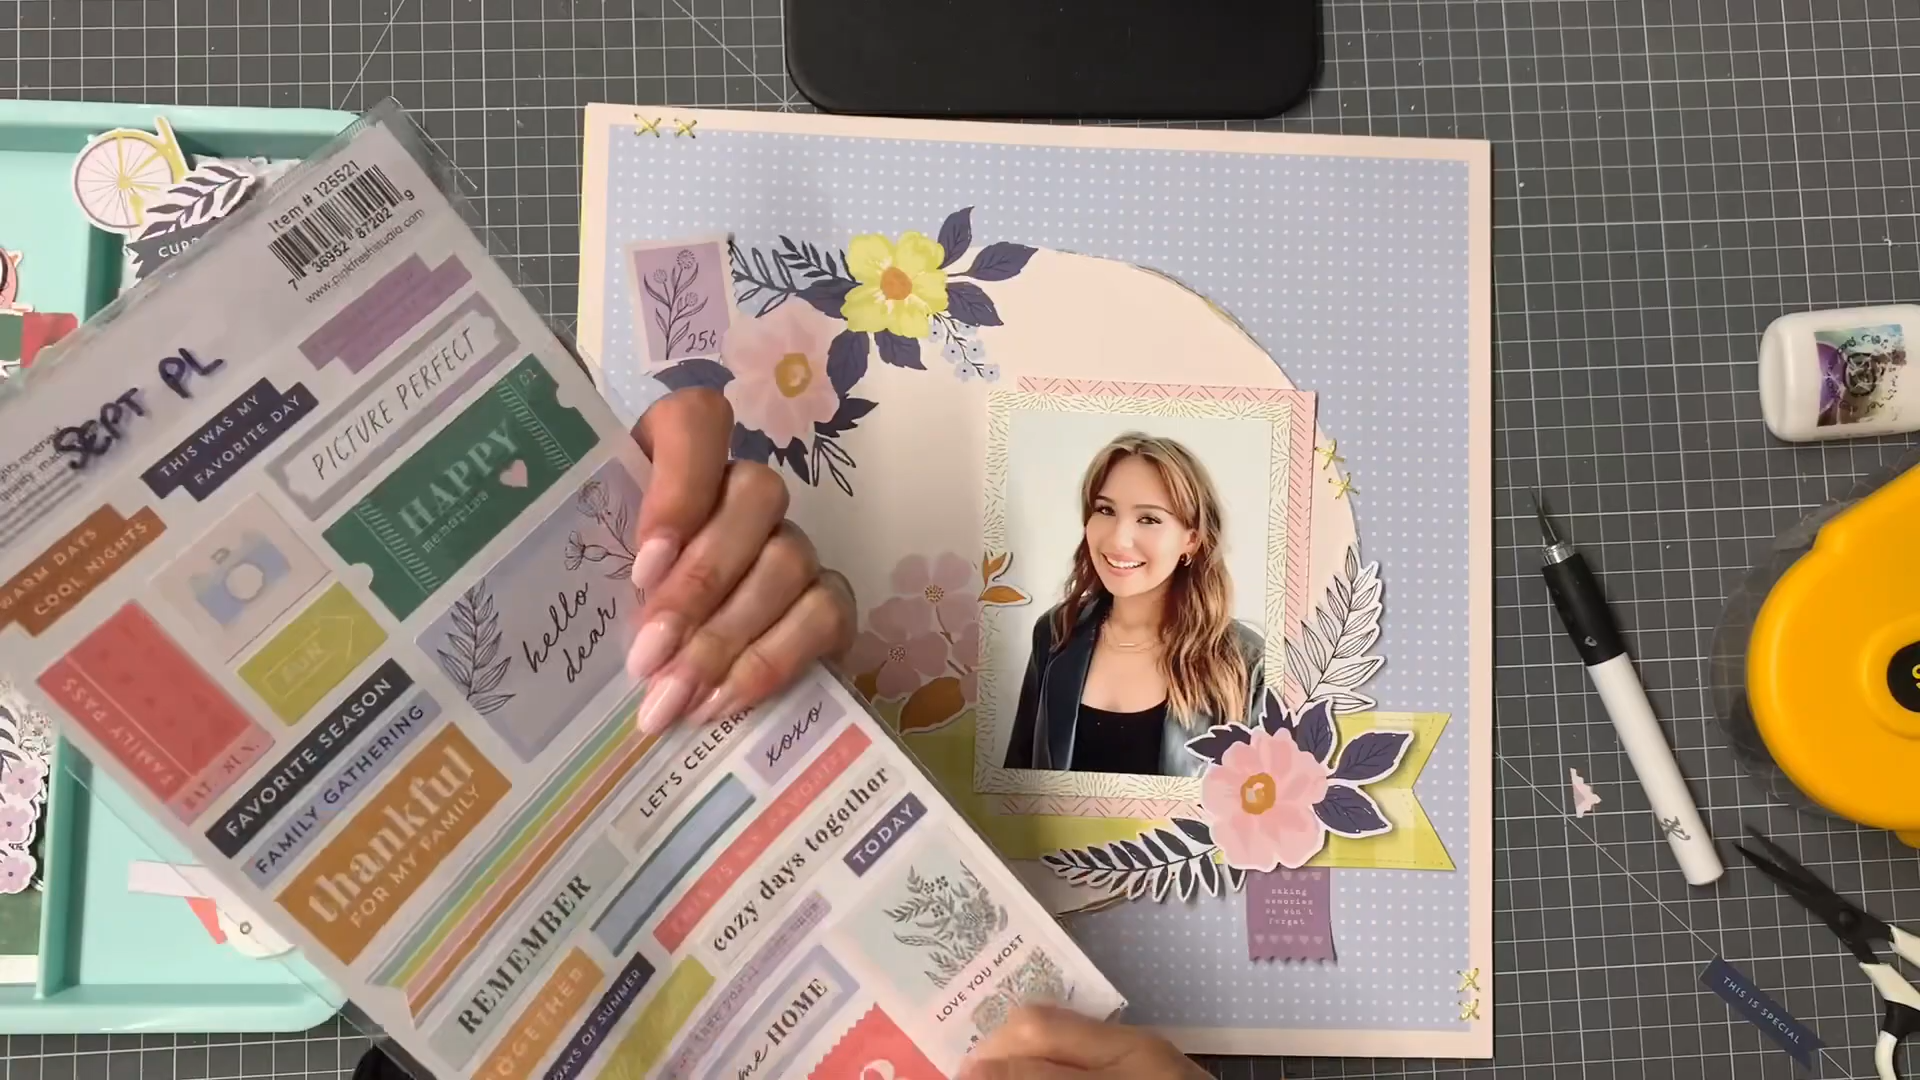 Item # 125521
7 36952 87202 9
www.pinkfreshstudio.com
SEPT PL
THIS WAS MY
FAVORITE DAY
PICTURE PERFECT
01
HAPPY
memories
WARM DAYS
COOL NIGHTS
FUN
hello
dear
FAMILY PASS
FAVORITE SEASON
FAMILY GATHERING
thankful
FOR MY FAMILY
LET'S CELEBRA
xoxo
cozy days together
TODAY
REMEMBER
TOGETHER
DAYS OF SUMMER
HOME
LOVE YOU MOST
25¢
making
memories
we won't
forget
THIS IS SPECIAL